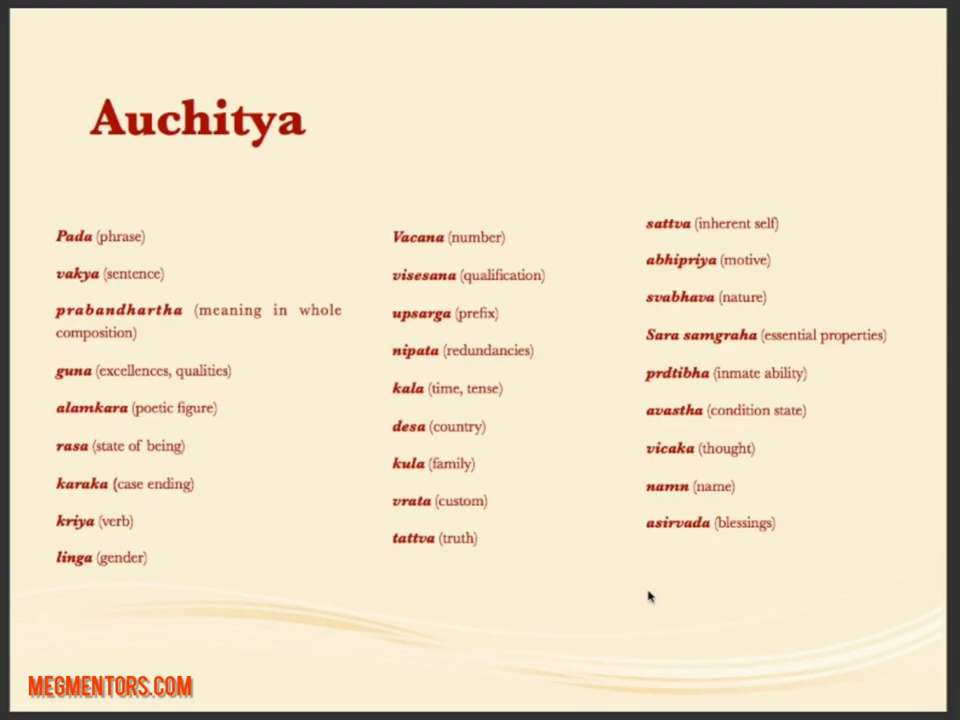 Auchitya
Pada (phrase)
vakya (sentence)
prabandhartha (meaning in whole
composition)
guna (excellences, qualities)
alamkara (poetic figure)
rasa (state of being)
karaka (case ending)
kriya (verb)
linga (gender)
Vacana (number)
visesana (qualification)
upsarga (prefix)
nipata (redundancies)
kala (time, tense)
desa (country)
kula (family)
vrata (custom)
tattva (truth)
sattva (inherent self)
abhipriya (motive)
svabhava (nature)
Sara samgraha (essential properties)
prdtibha (inmate ability)
avastha (condition state)
vicaka (thought)
namn (name)
asirvada (blessings)
MEGMENTORS.COM